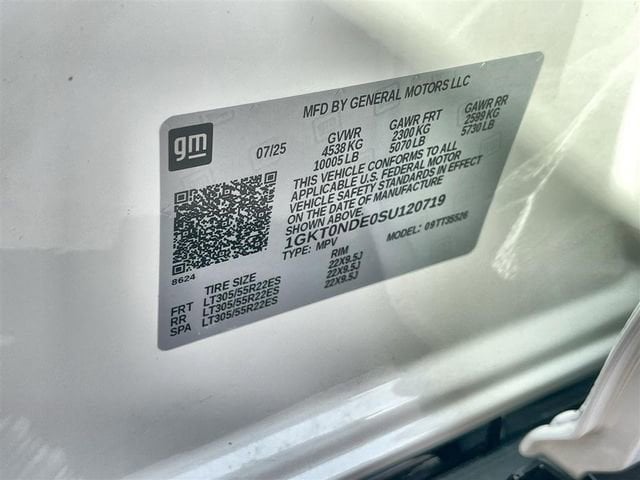 MFD BY GENERAL MOTORS LLC
gm
07/25 GVWR GAWR FRT GAWR RR
4538 KG 2300 KG 2599 KG
10005 LB 5070 LB 5730 LB
THIS VEHICLE CONFORMS TO ALL
APPLICABLE U.S. FEDERAL MOTOR
VEHICLE SAFETY STANDARDS IN EFFECT
ON THE DATE OF MANUFACTURE
SHOWN ABOVE.
1GKT0NDE0SU120719
TYPE: MPV MODEL: 09TT35526
8624
TIRE SIZE RIM
FRT LT305/55R22ES 22X9.5J
RR LT305/55R22ES 22X9.5J
SPA LT305/55R22ES 22X9.5J